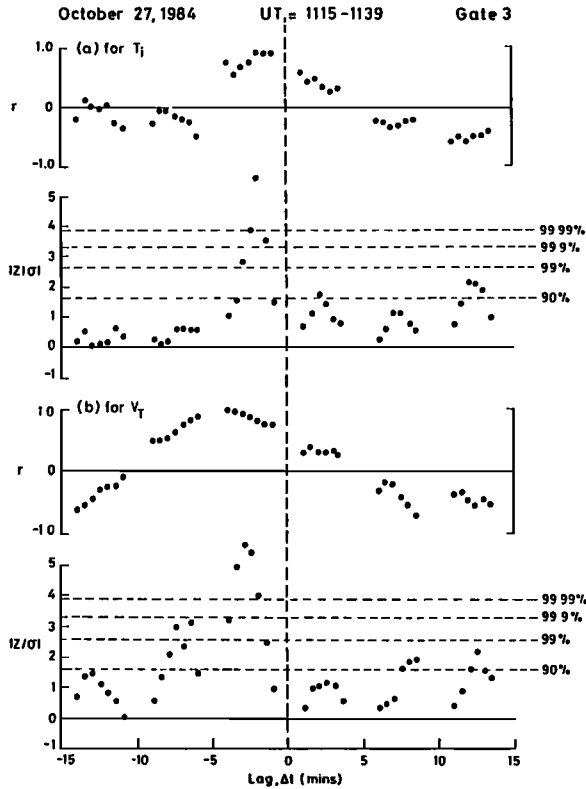 October 27, 1984 UT, = 1115-1139 Gate 3
(a) for Ti
1.0
r 0
-1.0
5
4 99 99%
3 99 9%
|Z|σ| 99%
2
90%
1
0
-1
(b) for VT
1 0
r 0
-1 0
5
4 99 99%
99 9%
3
|Z/σ| 99%
2
90%
1
0
-1
-15 -10 -5 0 5 10 15
Lag, Δt (mins)